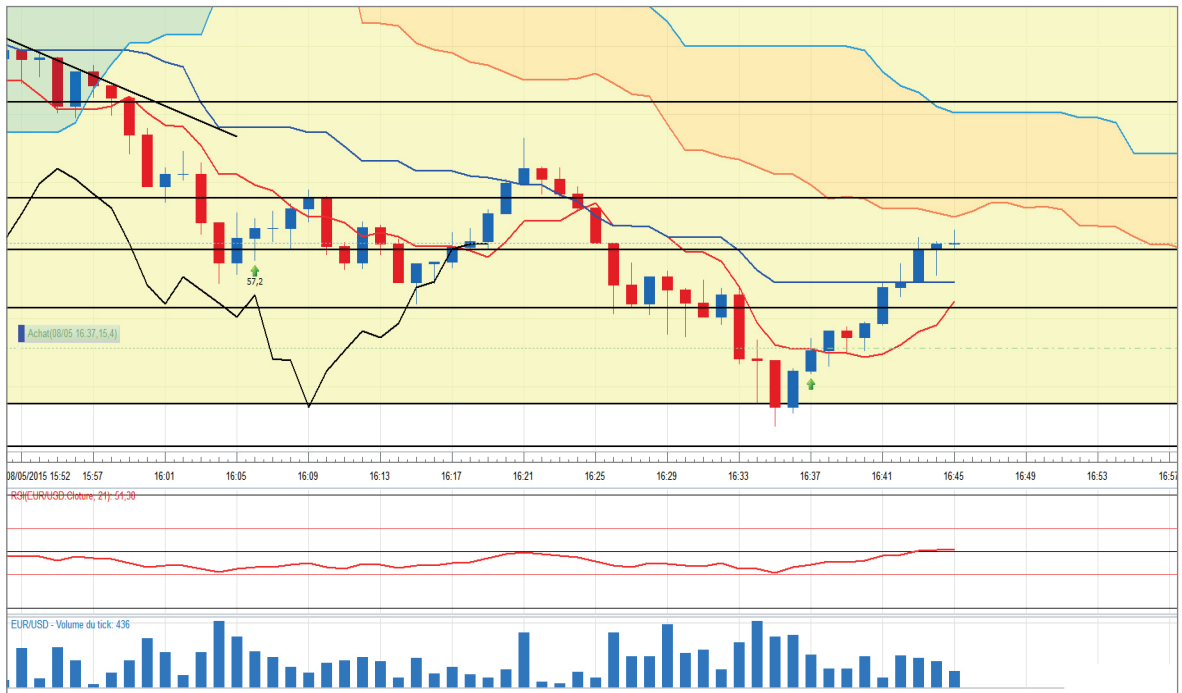 57,2
Achat(08/05 16:37,15,4)
08/05/2015 15:52 15:57 16:01 16:05 16:09 16:13 16:17 16:21 16:25 16:29 16:33 16:37 16:41 16:45 16:49 16:53 16:57
RSI(EUR/USD.Cloture, 21): 51,38
EUR/USD - Volume du tick: 436